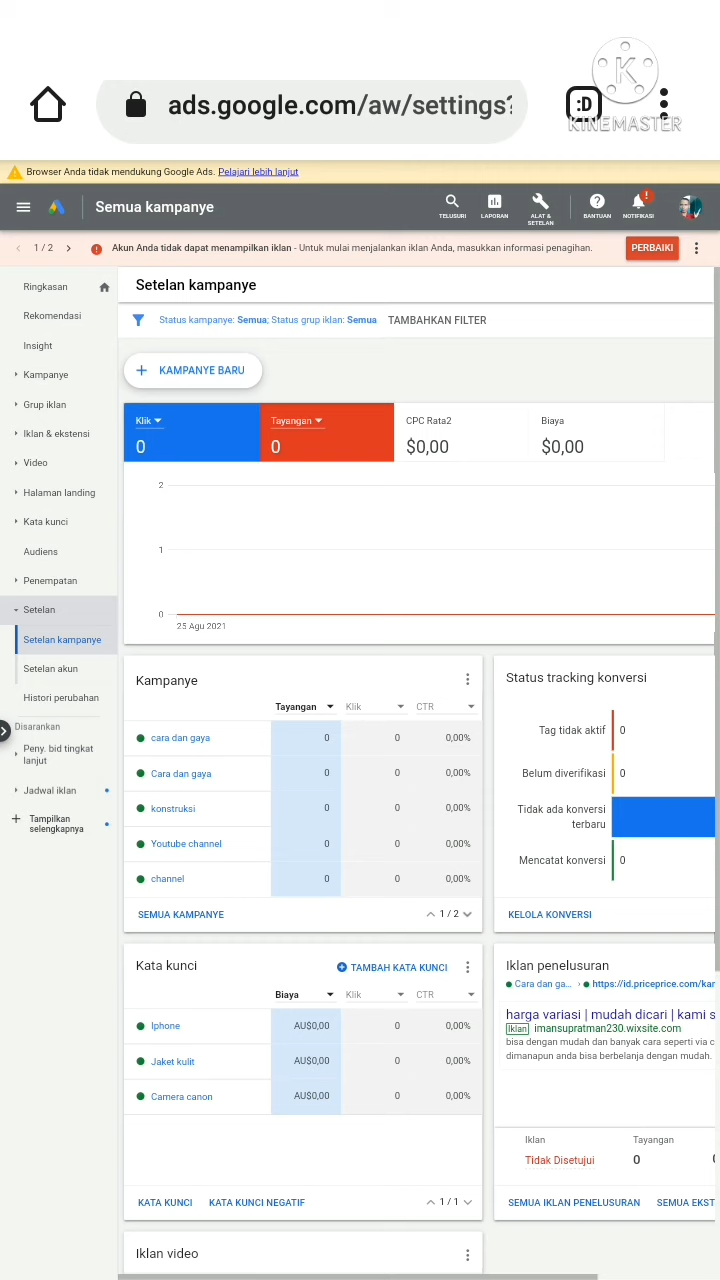 ads.google.com/aw/settings?
:D
K
KINEMASTER
Browser Anda tidak mendukung Google Ads. Pelajari lebih lanjut
Semua kampanye
TELUSURI
LAPORAN
ALAT &
SETELAN
BANTUAN
NOTIFIKASI
1 / 2
Akun Anda tidak dapat menampilkan iklan - Untuk mulai menjalankan iklan Anda, masukkan informasi penagihan.
PERBAIKI
Ringkasan
Rekomendasi
Insight
Kampanye
Grup iklan
Iklan & ekstensi
Video
Halaman landing
Kata kunci
Audiens
Penempatan
Setelan
Setelan kampanye
Setelan akun
Histori perubahan
Disarankan
Peny. bid tingkat
lanjut
Jadwal iklan
Tampilkan
selengkapnya
Setelan kampanye
Status kampanye: Semua; Status grup iklan: Semua TAMBAHKAN FILTER
+ KAMPANYE BARU
Klik Tayangan CPC Rata2 Biaya
0 0 $0,00 $0,00
2
1
0
25 Agu 2021
Kampanye
Tayangan Klik CTR
cara dan gaya 0 0 0,00%
Cara dan gaya 0 0 0,00%
konstruksi 0 0 0,00%
Youtube channel 0 0 0,00%
channel 0 0 0,00%
SEMUA KAMPANYE 1 / 2
Status tracking konversi
Tag tidak aktif 0
Belum diverifikasi 0
Tidak ada konversi
terbaru
Mencatat konversi 0
KELOLA KONVERSI
Kata kunci TAMBAH KATA KUNCI
Biaya Klik CTR
Iphone AU$0,00 0 0,00%
Jaket kulit AU$0,00 0 0,00%
Camera canon AU$0,00 0 0,00%
KATA KUNCI KATA KUNCI NEGATIF 1 / 1
Iklan penelusuran
Cara dan ga... › https://id.priceprice.com/kar
harga variasi | mudah dicari | kami s
Iklan imansupratman230.wixsite.com
bisa dengan mudah dan banyak cara seperti via c
dimanapun anda bisa berbelanja dengan mudah.
Iklan Tayangan
Tidak Disetujui 0
SEMUA IKLAN PENELUSURAN SEMUA EKST
Iklan video